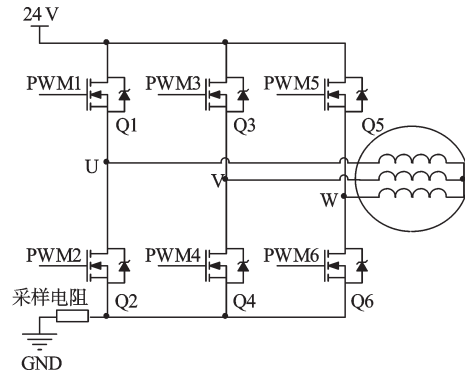 24 V
PWM1 PWM3 PWM5
Q1 Q3 Q5
U V W
PWM2 PWM4 PWM6
采样电阻 Q2 Q4 Q6
GND